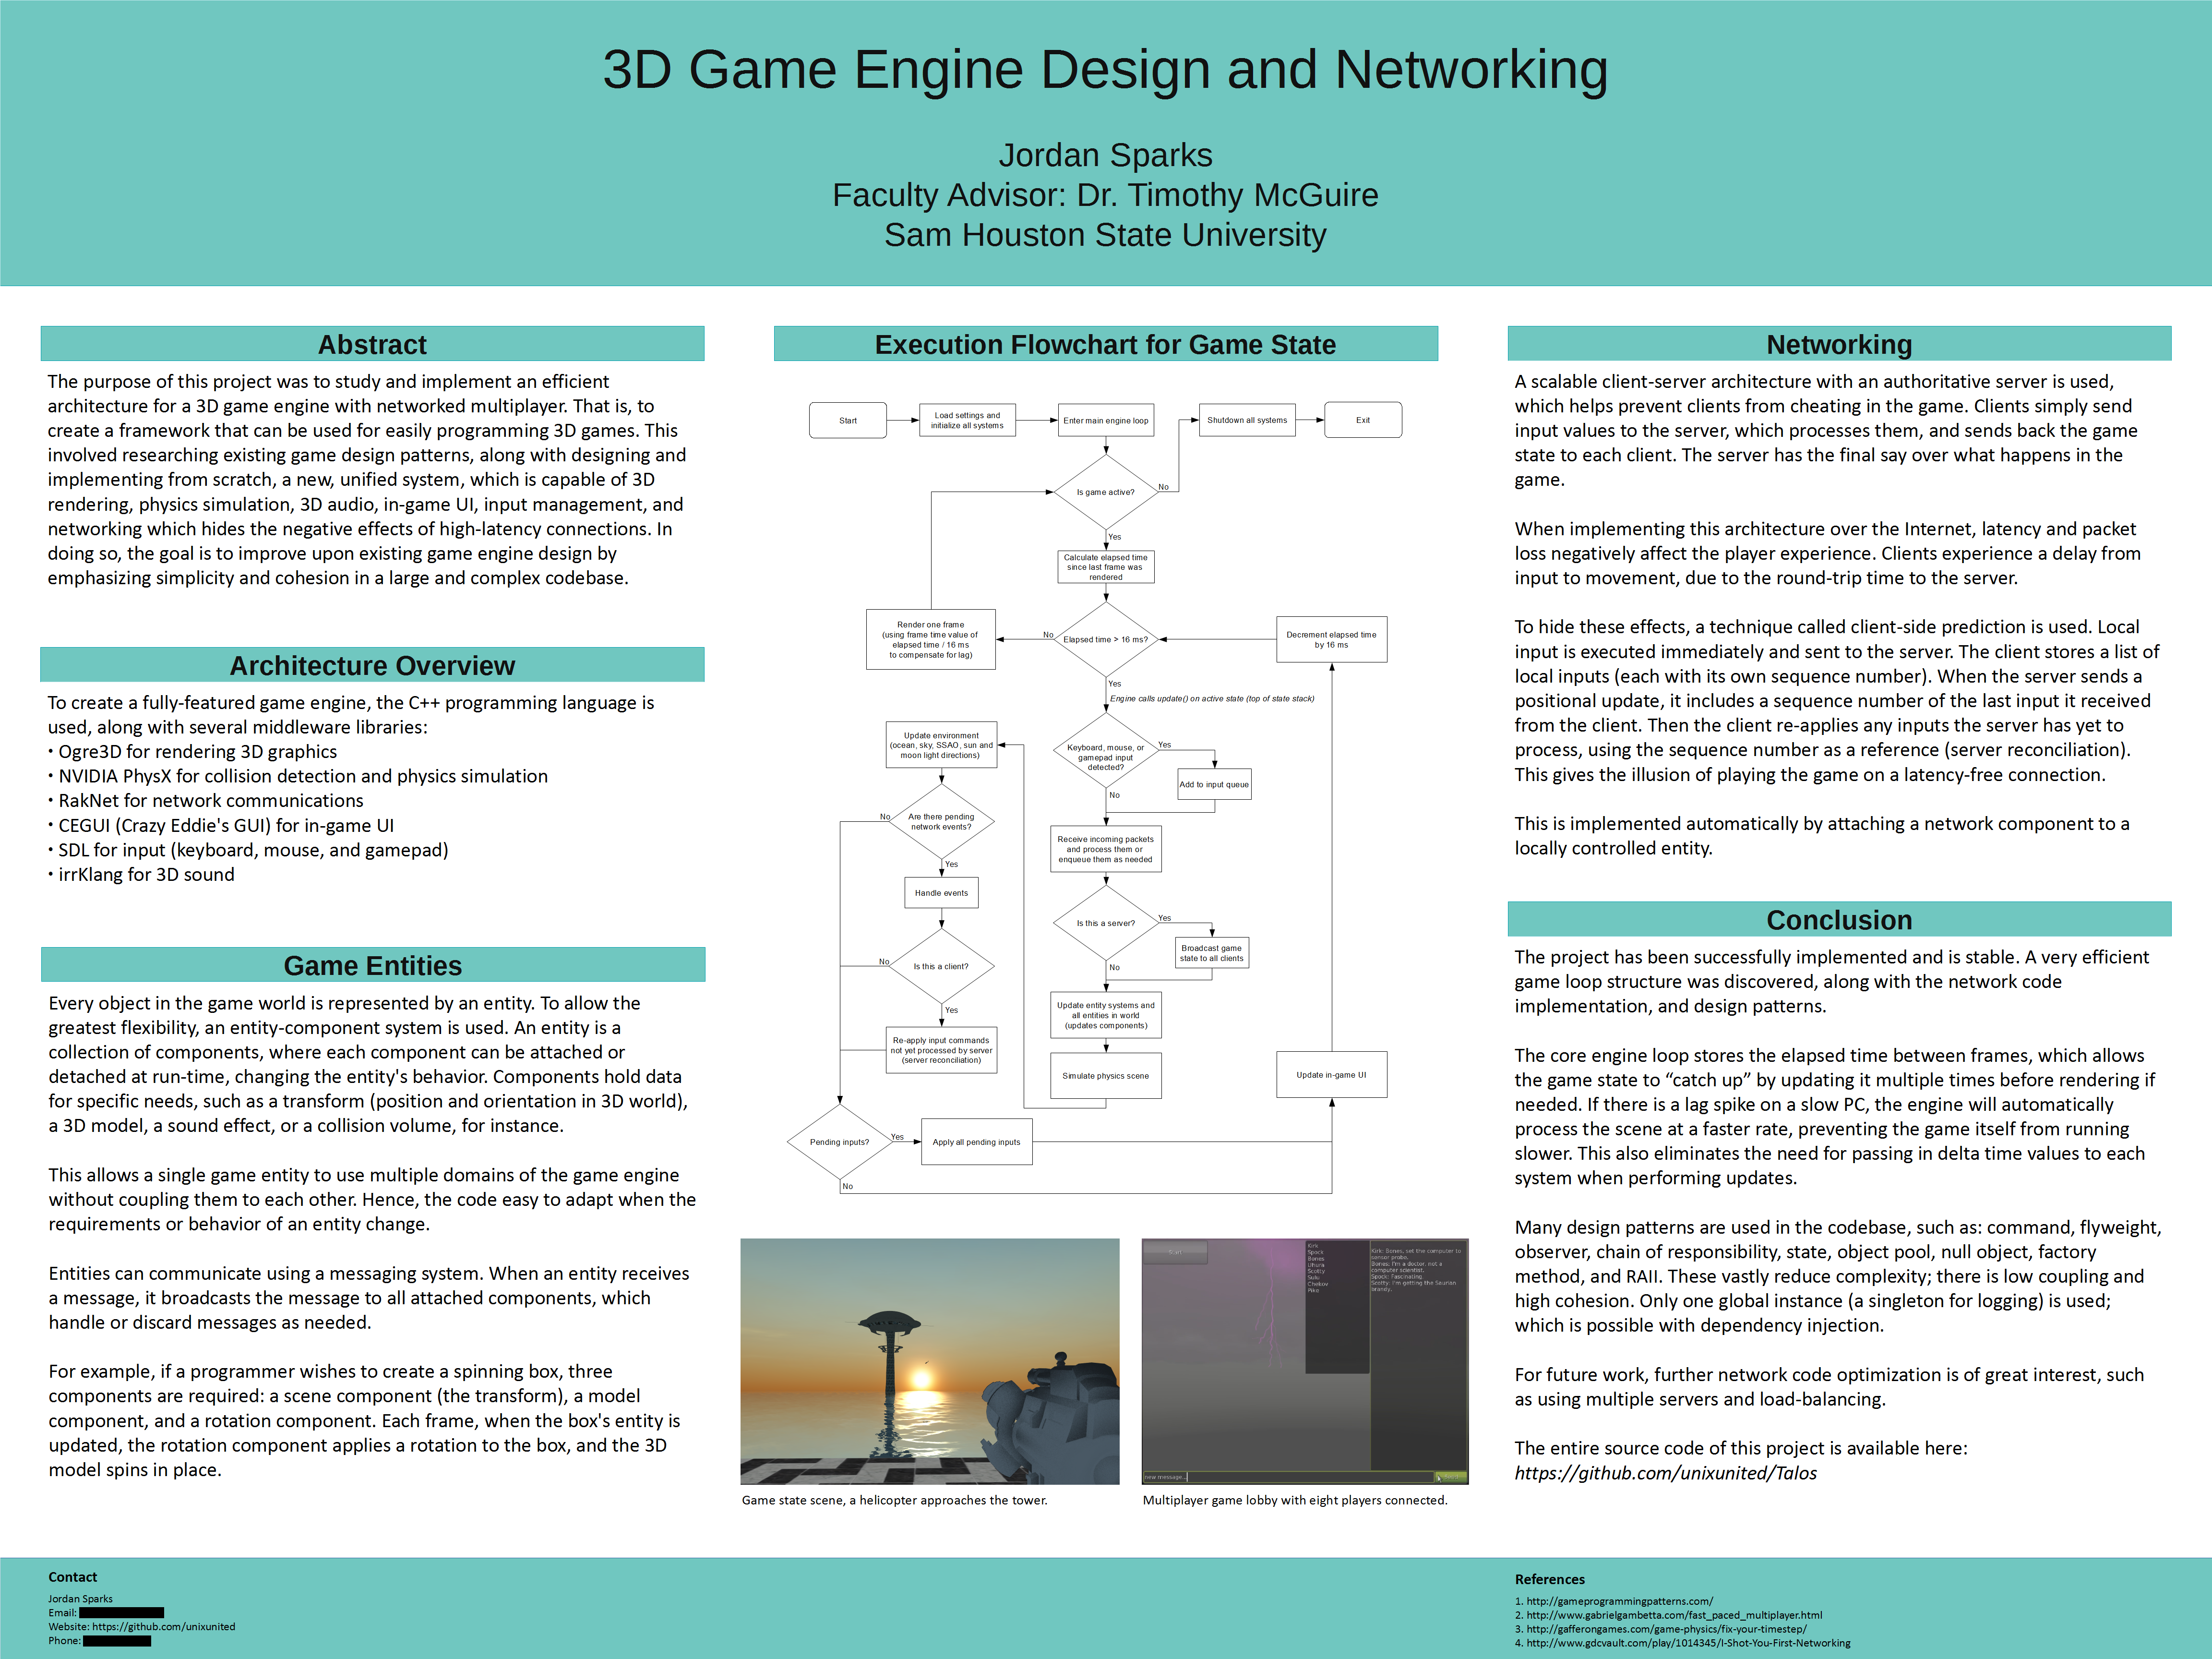 3D Game Engine Design and Networking
Jordan Sparks
Faculty Advisor: Dr. Timothy McGuire
Sam Houston State University
Abstract
The purpose of this project was to study and implement an efficient
architecture for a 3D game engine with networked multiplayer. That is, to
create a framework that can be used for easily programming 3D games. This
involved researching existing game design patterns, along with designing and
implementing from scratch, a new, unified system, which is capable of 3D
rendering, physics simulation, 3D audio, in-game UI, input management, and
networking which hides the negative effects of high-latency connections. In
doing so, the goal is to improve upon existing game engine design by
emphasizing simplicity and cohesion in a large and complex codebase.
Architecture Overview
To create a fully-featured game engine, the C++ programming language is
used, along with several middleware libraries:
• Ogre3D for rendering 3D graphics
• NVIDIA PhysX for collision detection and physics simulation
• RakNet for network communications
• CEGUI (Crazy Eddie's GUI) for in-game UI
• SDL for input (keyboard, mouse, and gamepad)
• irrKlang for 3D sound
Game Entities
Every object in the game world is represented by an entity. To allow the
greatest flexibility, an entity-component system is used. An entity is a
collection of components, where each component can be attached or
detached at run-time, changing the entity's behavior. Components hold data
for specific needs, such as a transform (position and orientation in 3D world),
a 3D model, a sound effect, or a collision volume, for instance.
This allows a single game entity to use multiple domains of the game engine
without coupling them to each other. Hence, the code easy to adapt when the
requirements or behavior of an entity change.
Entities can communicate using a messaging system. When an entity receives
a message, it broadcasts the message to all attached components, which
handle or discard messages as needed.
For example, if a programmer wishes to create a spinning box, three
components are required: a scene component (the transform), a model
component, and a rotation component. Each frame, when the box's entity is
updated, the rotation component applies a rotation to the box, and the 3D
model spins in place.
Execution Flowchart for Game State
Start
Load settings and
initialize all systems
Enter main engine loop
Shutdown all systems
Exit
Is game active?
No
Yes
Calculate elapsed time
since last frame was
rendered
Render one frame
(using frame time value of
elapsed time / 16 ms
to compensate for lag)
No
Elapsed time > 16 ms?
Decrement elapsed time
by 16 ms
Yes
Engine calls update() on active state (top of state stack)
Update environment
(ocean, sky, SSAO, sun and
moon light directions)
Keyboard, mouse, or
gamepad input
detected?
Yes
Add to input queue
No
No
Are there pending
network events?
Yes
Receive incoming packets
and process them or
enqueue them as needed
Handle events
Is this a server?
Yes
Broadcast game
state to all clients
No
No
Is this a client?
Yes
Update entity systems and
all entities in world
(updates components)
Re-apply input commands
not yet processed by server
(server reconciliation)
Simulate physics scene
Update in-game UI
Pending inputs?
Yes
Apply all pending inputs
No
Game state scene, a helicopter approaches the tower.
Start
Kirk
Spock
Bones
Uhura
Scotty
Sulu
Chekov
Pike
Kirk: Bones, set the computer to
sensor probe.
Bones: I'm a doctor, not a
computer scientist.
Spock: Fascinating.
Scotty: I'm getting the Saurian
brandy.
new message...
Multiplayer game lobby with eight players connected.
Networking
A scalable client-server architecture with an authoritative server is used,
which helps prevent clients from cheating in the game. Clients simply send
input values to the server, which processes them, and sends back the game
state to each client. The server has the final say over what happens in the
game.
When implementing this architecture over the Internet, latency and packet
loss negatively affect the player experience. Clients experience a delay from
input to movement, due to the round-trip time to the server.
To hide these effects, a technique called client-side prediction is used. Local
input is executed immediately and sent to the server. The client stores a list of
local inputs (each with its own sequence number). When the server sends a
positional update, it includes a sequence number of the last input it received
from the client. Then the client re-applies any inputs the server has yet to
process, using the sequence number as a reference (server reconciliation).
This gives the illusion of playing the game on a latency-free connection.
This is implemented automatically by attaching a network component to a
locally controlled entity.
Conclusion
The project has been successfully implemented and is stable. A very efficient
game loop structure was discovered, along with the network code
implementation, and design patterns.
The core engine loop stores the elapsed time between frames, which allows
the game state to “catch up” by updating it multiple times before rendering if
needed. If there is a lag spike on a slow PC, the engine will automatically
process the scene at a faster rate, preventing the game itself from running
slower. This also eliminates the need for passing in delta time values to each
system when performing updates.
Many design patterns are used in the codebase, such as: command, flyweight,
observer, chain of responsibility, state, object pool, null object, factory
method, and RAII. These vastly reduce complexity; there is low coupling and
high cohesion. Only one global instance (a singleton for logging) is used;
which is possible with dependency injection.
For future work, further network code optimization is of great interest, such
as using multiple servers and load-balancing.
The entire source code of this project is available here:
https://github.com/unixunited/Talos
Contact
Jordan Sparks
Email:
Website: https://github.com/unixunited
Phone:
References
1. http://gameprogrammingpatterns.com/
2. http://www.gabrielgambetta.com/fast_paced_multiplayer.html
3. http://gafferongames.com/game-physics/fix-your-timestep/
4. http://www.gdcvault.com/play/1014345/I-Shot-You-First-Networking